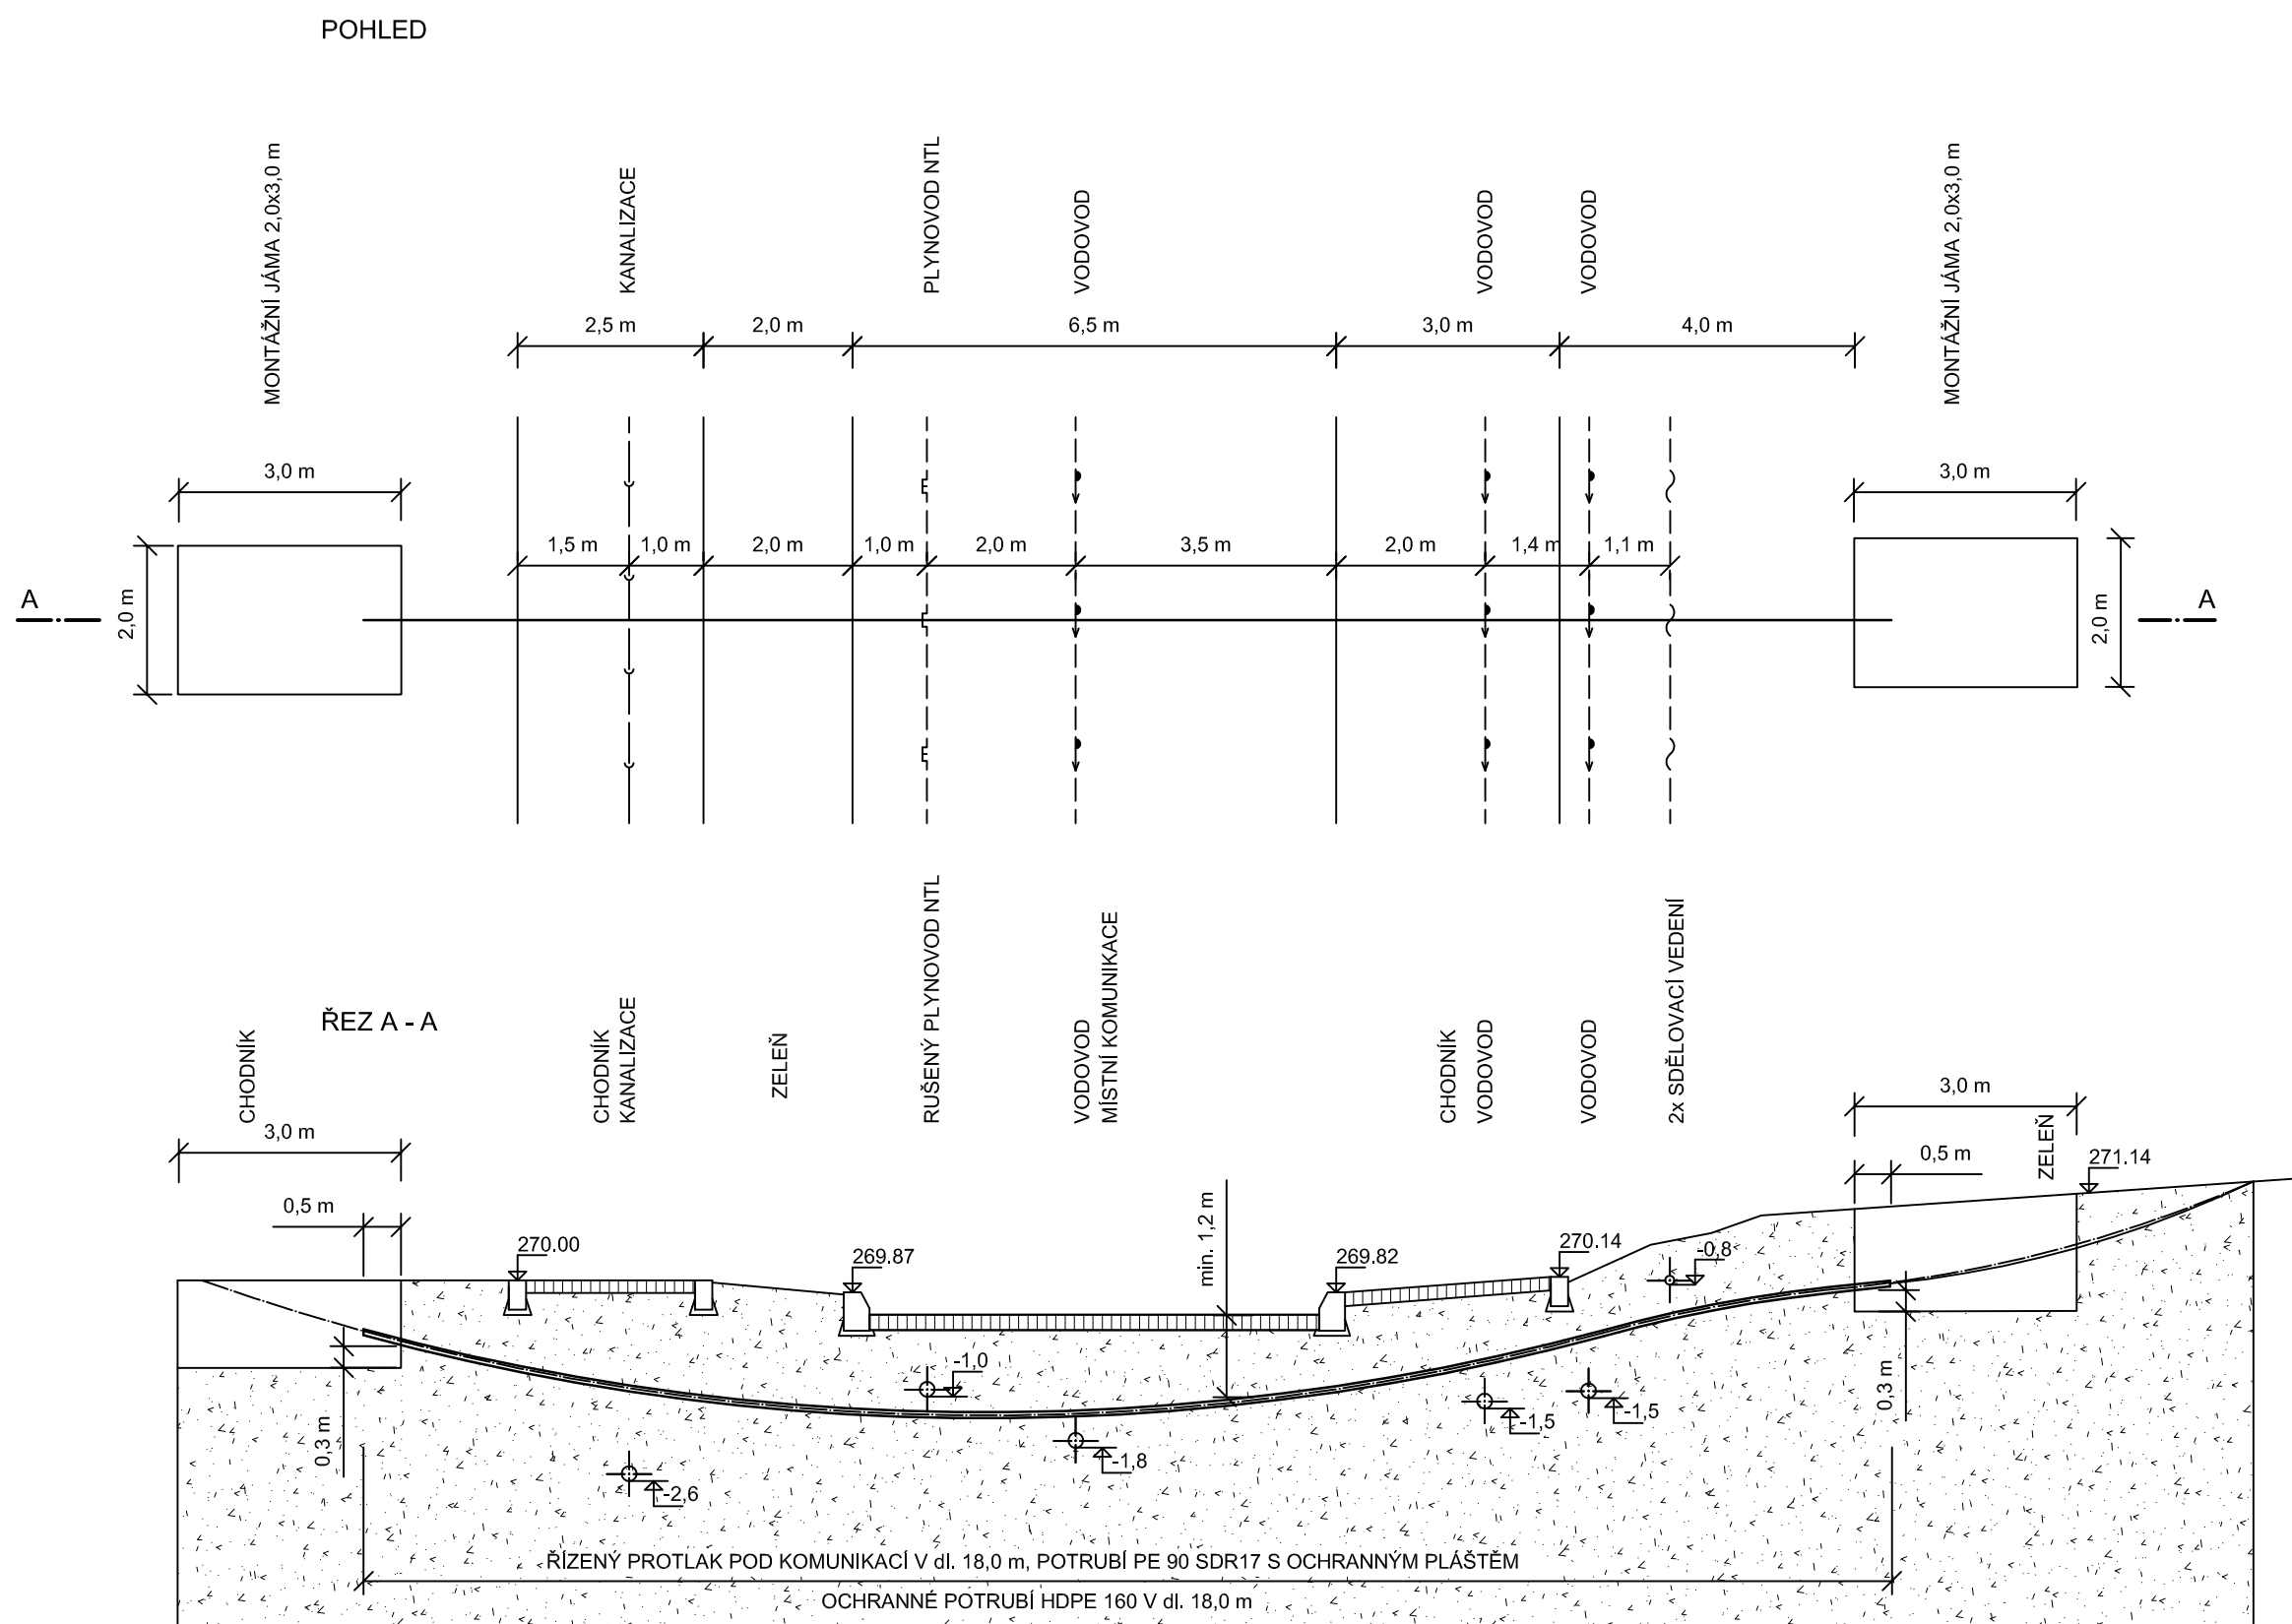 POHLED
MONTÁŽNÍ JÁMA 2,0x3,0 m
KANALIZACE
PLYNOVOD NTL
VODOVOD
VODOVOD
VODOVOD
MONTÁŽNÍ JÁMA 2,0x3,0 m
2,5 m
2,0 m
6,5 m
3,0 m
4,0 m
3,0 m
3,0 m
1,5 m
1,0 m
2,0 m
1,0 m
2,0 m
3,5 m
2,0 m
1,4 m
1,1 m
A
2,0 m
2,0 m
A
ŘEZ A - A
CHODNÍK
CHODNÍK
KANALIZACE
ZELEŇ
RUŠENÝ PLYNOVOD NTL
VODOVOD
MÍSTNÍ KOMUNIKACE
CHODNÍK
VODOVOD
VODOVOD
2x SDĚLOVACÍ VEDENÍ
3,0 m
ZELEŇ
3,0 m
0,5 m
271.14
0,5 m
min. 1,2 m
270.00
269.87
269.82
270.14
-0,8
-1,0
0,3 m
0,3 m
-1,5
-1,5
-1,8
-2,6
ŘÍZENÝ PROTLAK POD KOMUNIKACÍ V dl. 18,0 m, POTRUBÍ PE 90 SDR17 S OCHRANNÝM PLÁŠTĚM
OCHRANNÉ POTRUBÍ HDPE 160 V dl. 18,0 m